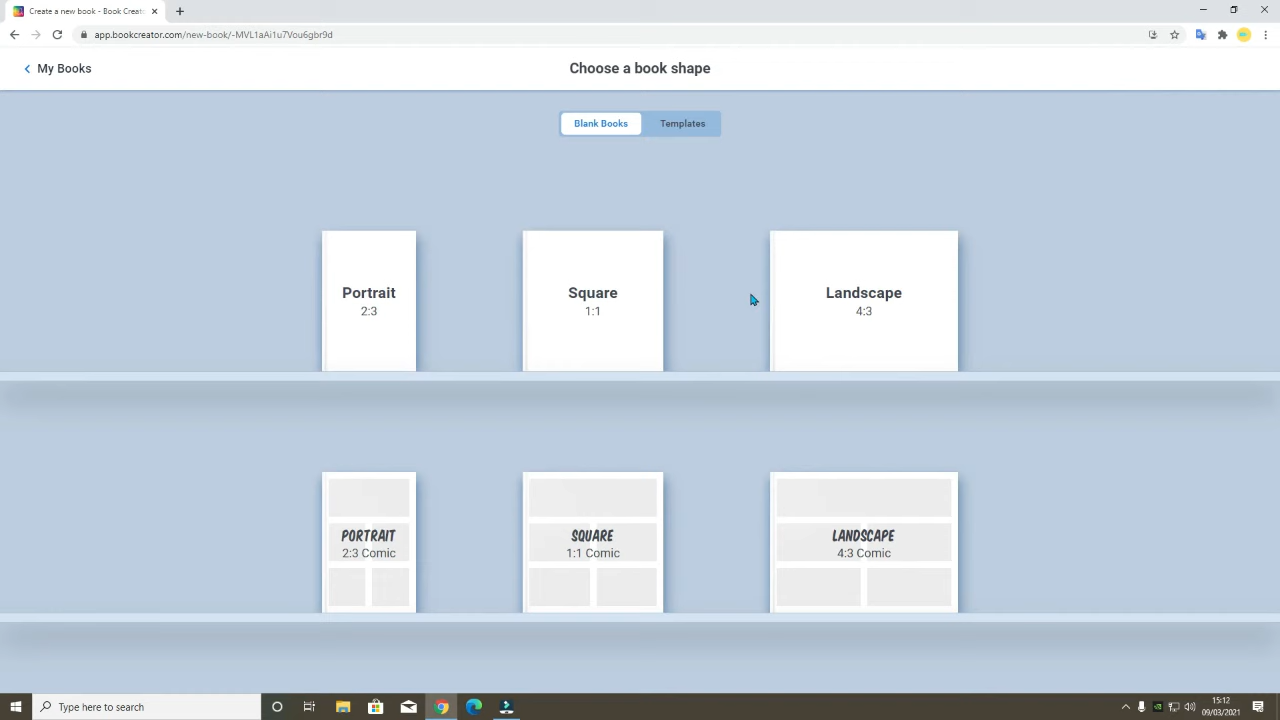 Create a new book - Book Creat
app.bookcreator.com/new-book/-MVL1aAi1u7Vou6gbr9d
My Books
Choose a book shape
Blank Books
Templates
Portrait
2:3
Square
1:1
Landscape
4:3
PORTRAIT
2:3 Comic
SQUARE
1:1 Comic
LANDSCAPE
4:3 Comic
Type here to search
15:12
09/03/2021